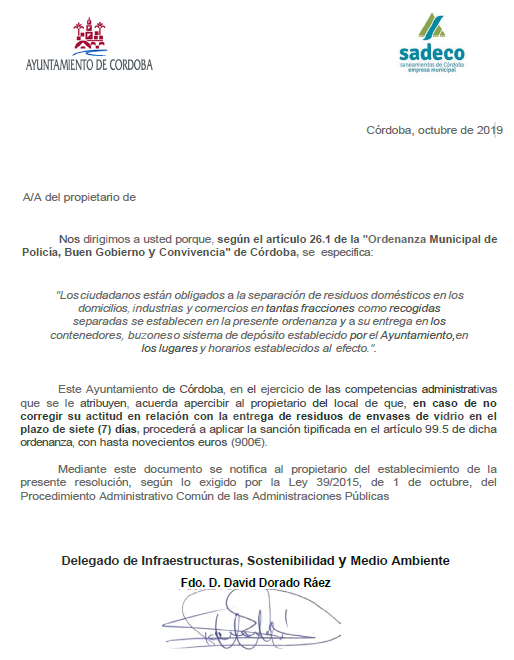 AYUNTAMIENTO DE CORDOBA
sadeco
saneamientos de Córdoba
empresa municipal
Córdoba, octubre de 2019
A/A del propietario de
Nos dirigimos a usted porque, según el artículo 26.1 de la "Ordenanza Municipal de
Policía, Buen Gobierno y Convivencia" de Córdoba, se especifica:
"Los ciudadanos están obligados a la separación de residuos domésticos en los
domicilios, industrias y comercios en tantas fracciones como recogidas
separadas se establecen en la presente ordenanza y a su entrega en los
contenedores, buzones o sistema de depósito establecido por el Ayuntamiento, en
los lugares y horarios establecidos al efecto.".
Este Ayuntamiento de Córdoba, en el ejercicio de las competencias administrativas
que se le atribuyen, acuerda apercibir al propietario del local de que, en caso de no
corregir su actitud en relación con la entrega de residuos de envases de vidrio en el
plazo de siete (7) días, procederá a aplicar la sanción tipificada en el artículo 99.5 de dicha
ordenanza, con hasta novecientos euros (900€).
Mediante este documento se notifica al propietario del establecimiento de la
presente resolución, según lo exigido por la Ley 39/2015, de 1 de octubre, del
Procedimiento Administrativo Común de las Administraciones Públicas
Delegado de Infraestructuras, Sostenibilidad y Medio Ambiente
Fdo. D. David Dorado Ráez